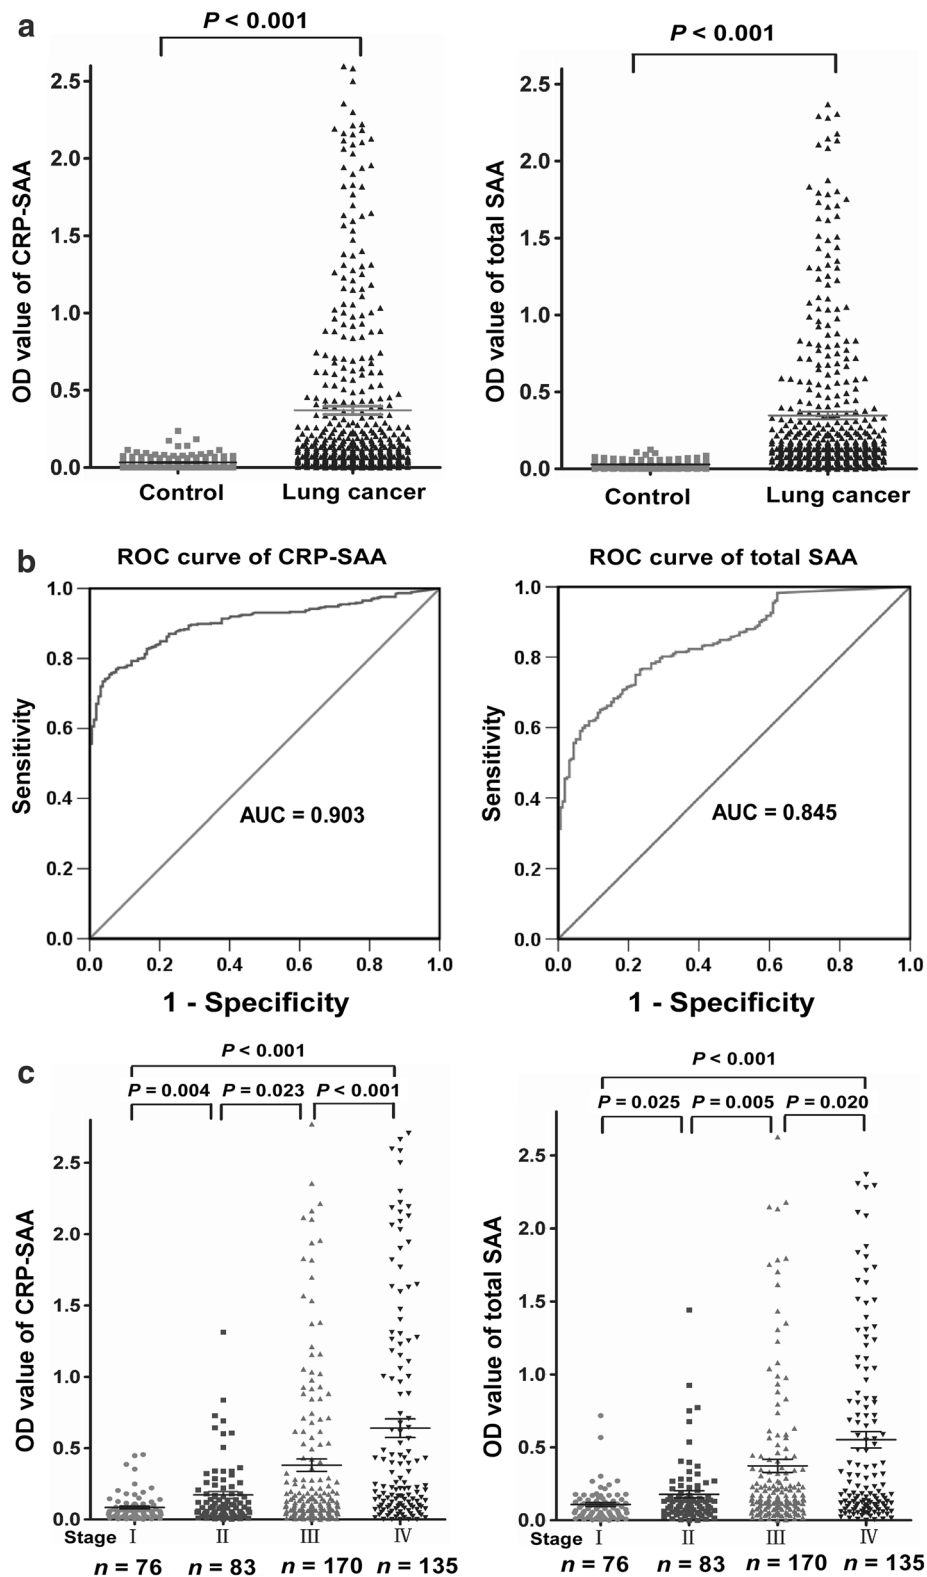 a
P < 0.001
OD value of CRP-SAA
2.5
2.0
1.5
1.0
0.5
0.0
Control
Lung cancer
P < 0.001
OD value of total SAA
2.5
2.0
1.5
1.0
0.5
0.0
Control
Lung cancer
b
ROC curve of CRP-SAA
Sensitivity
1.0
0.8
0.6
0.4
0.2
0.0
AUC = 0.903
0.0 0.2 0.4 0.6 0.8 1.0
1 - Specificity
ROC curve of total SAA
Sensitivity
1.0
0.8
0.6
0.4
0.2
0.0
AUC = 0.845
0.0 0.2 0.4 0.6 0.8 1.0
1 - Specificity
c
P < 0.001
P = 0.004 P = 0.023 P < 0.001
OD value of CRP-SAA
2.5
2.0
1.5
1.0
0.5
0.0
Stage I II III IV
n = 76 n = 83 n = 170 n = 135
P < 0.001
P = 0.025 P = 0.005 P = 0.020
OD value of total SAA
2.5
2.0
1.5
1.0
0.5
0.0
Stage I II III IV
n = 76 n = 83 n = 170 n = 135